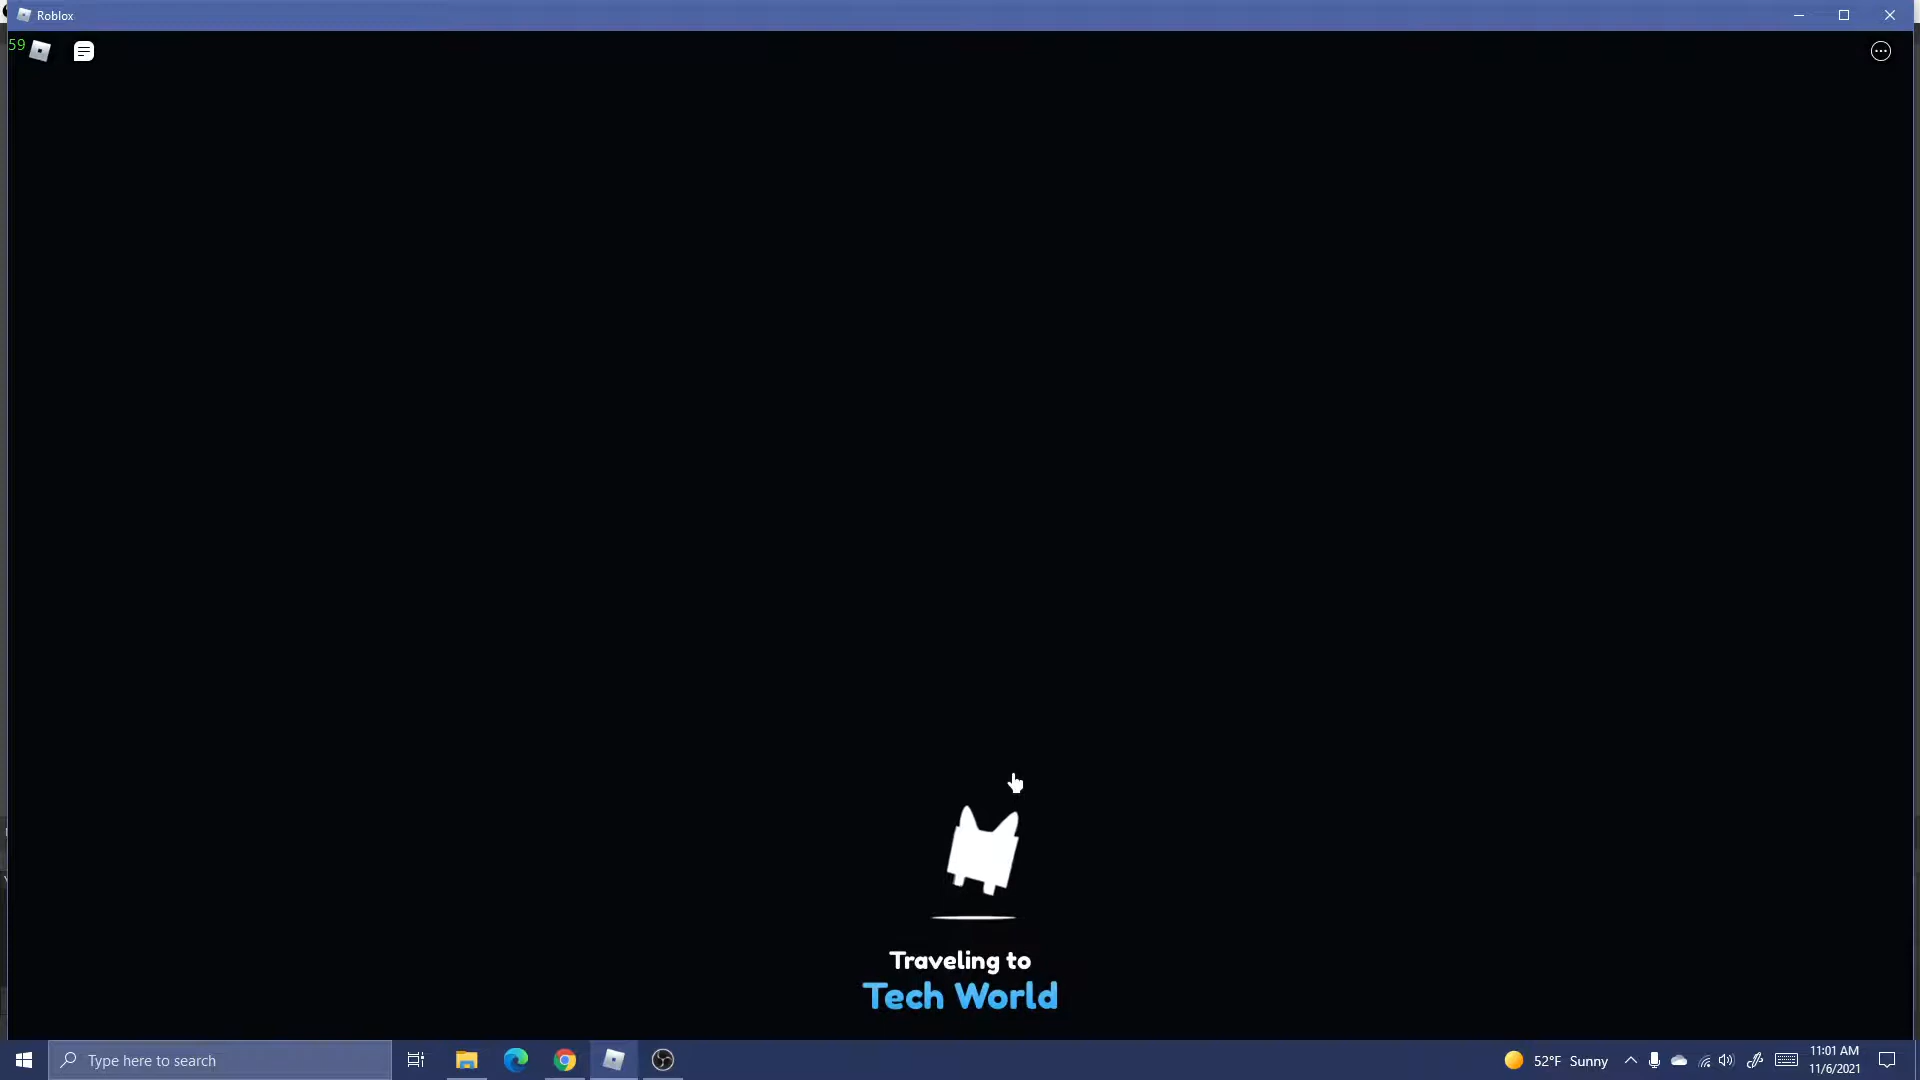 Roblox
59
Traveling to
Tech World
Type here to search
52°F Sunny
11:01 AM
11/6/2021